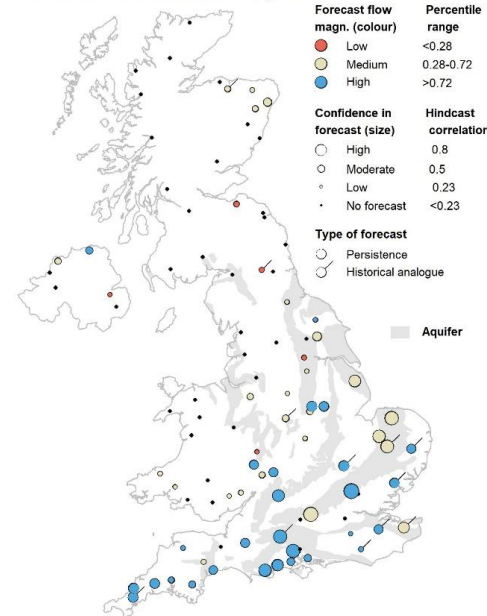 Forecast flow magn. (colour) Percentile range
Low <0.28
Medium 0.28-0.72
High >0.72
Confidence in forecast (size) Hindcast correlation
High 0.8
Moderate 0.5
Low 0.23
No forecast <0.23
Type of forecast
Persistence
Historical analogue
Aquifer